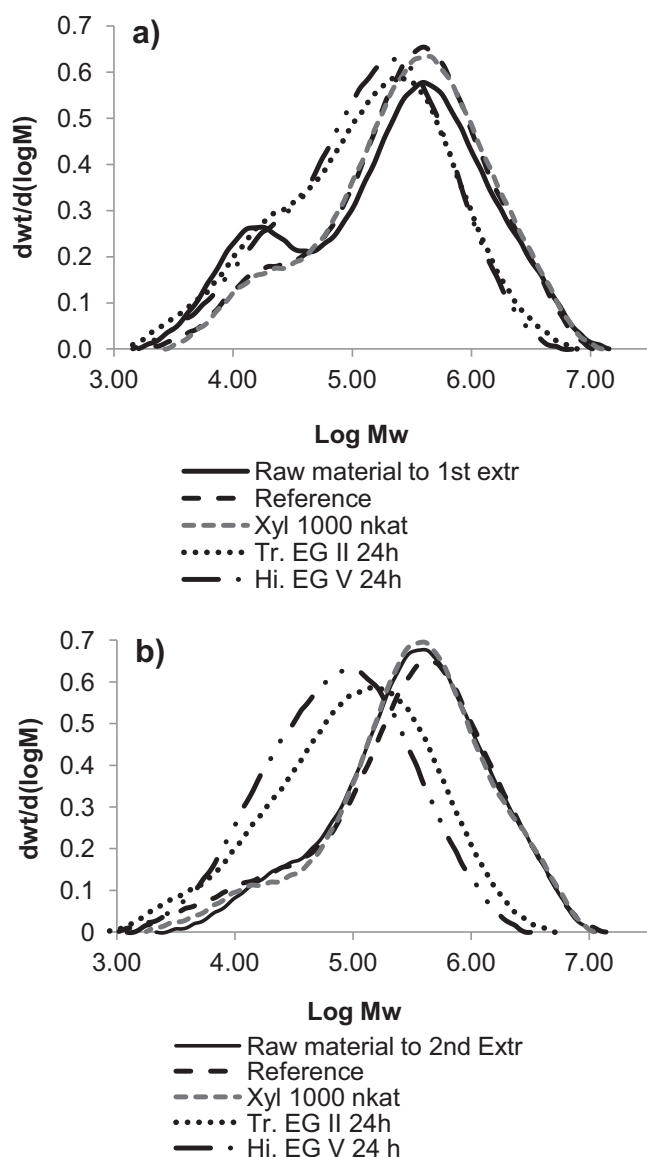 a)
dwt/d(logM)
0.7
0.6
0.5
0.4
0.3
0.2
0.1
0.0
3.00 4.00 5.00 6.00 7.00
Log Mw
Raw material to 1st extr
Reference
Xyl 1000 nkat
Tr. EG II 24h
Hi. EG V 24h
b)
dwt/d(logM)
0.7
0.6
0.5
0.4
0.3
0.2
0.1
0
3.00 4.00 5.00 6.00 7.00
Log Mw
Raw material to 2nd Extr
Reference
Xyl 1000 nkat
Tr. EG II 24h
Hi. EG V 24 h